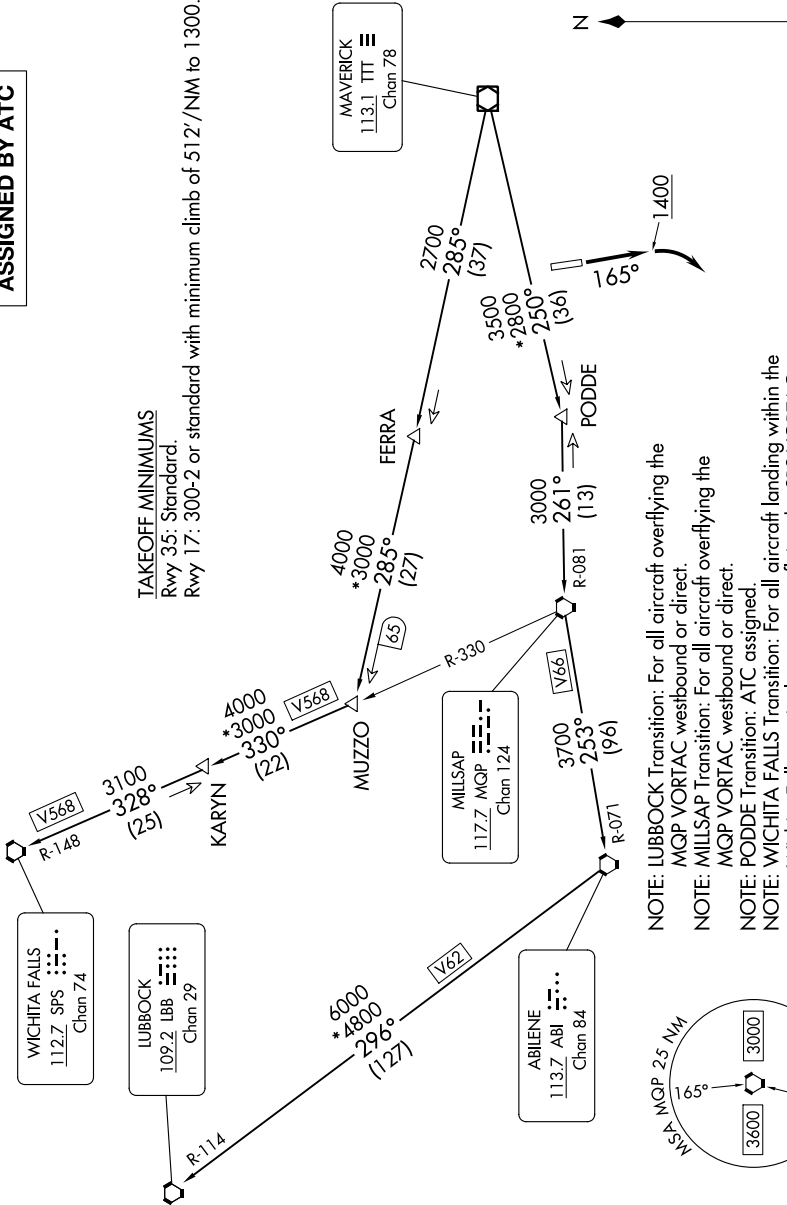 ASSIGNED BY ATC
TAKEOFF MINIMUMS
Rwy 35: Standard.
Rwy 17: 300-2 or standard with minimum climb of 512'/NM to 1300.
WICHITA FALLS
112.7 SPS
Chan 74
LUBBOCK
109.2 LBB
Chan 29
MAVERICK
113.1 TTT
Chan 78
N
V568
R-148
3100
328°
(25)
KARYN
4000
*3000
330°
(22)
V568
MUZZO
65
4000
*3000
285°
(27)
FERRA
2700
285°
(37)
3500
*2800
250°
(36)
PODDE
3000
261°
(13)
R-081
R-330
MILLSAP
117.7 MQP
Chan 124
V66
3700
253°
(96)
R-071
ABILENE
113.7 ABI
Chan 84
V62
6000
*4800
296°
(127)
R-114
165°
1400
MSA MQP 25 NM
165°
3600
3000
NOTE: LUBBOCK Transition: For all aircraft overflying the
MQP VORTAC westbound or direct.
NOTE: MILLSAP Transition: For all aircraft overflying the
MQP VORTAC westbound or direct.
NOTE: PODDE Transition: ATC assigned.
NOTE: WICHITA FALLS Transition: For all aircraft landing within the